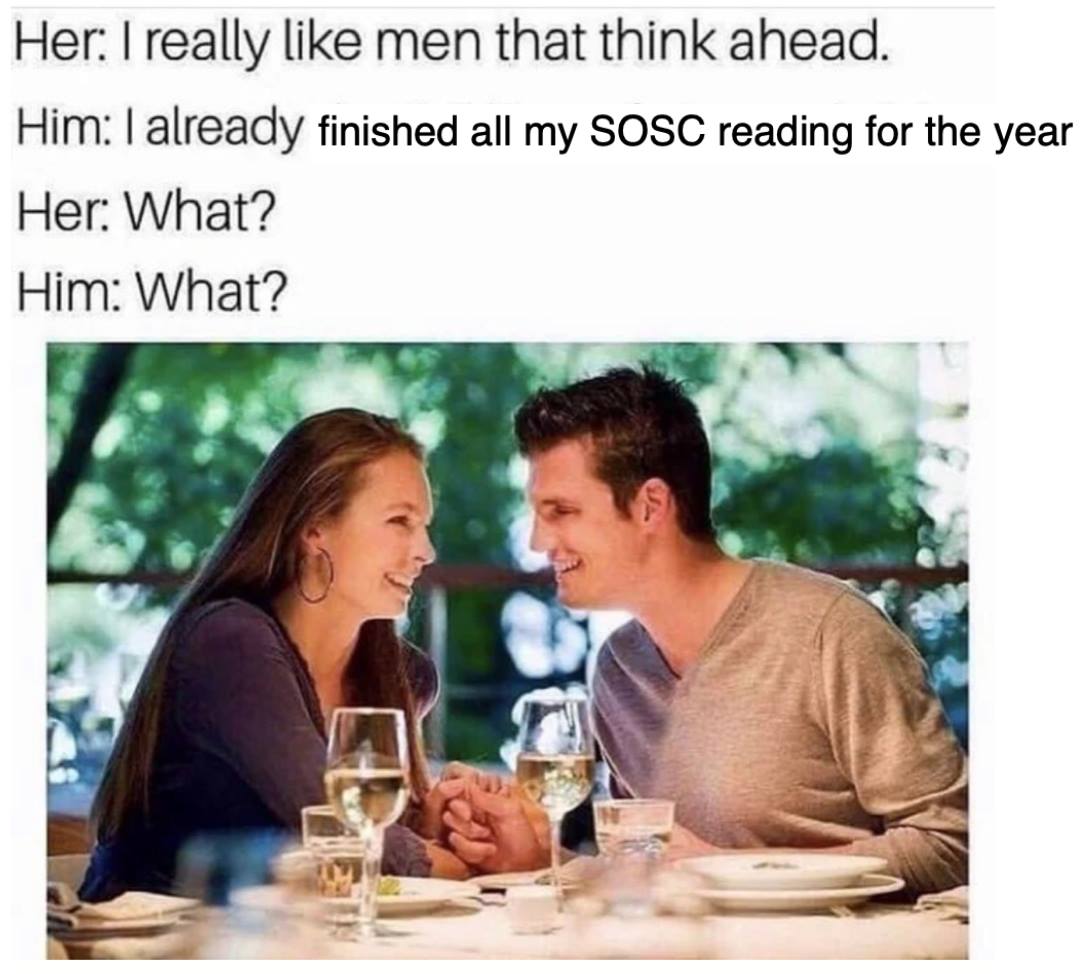 Her: I really like men that think ahead.
Him: I already finished all my SOSC reading for the year
Her: What?
Him: What?